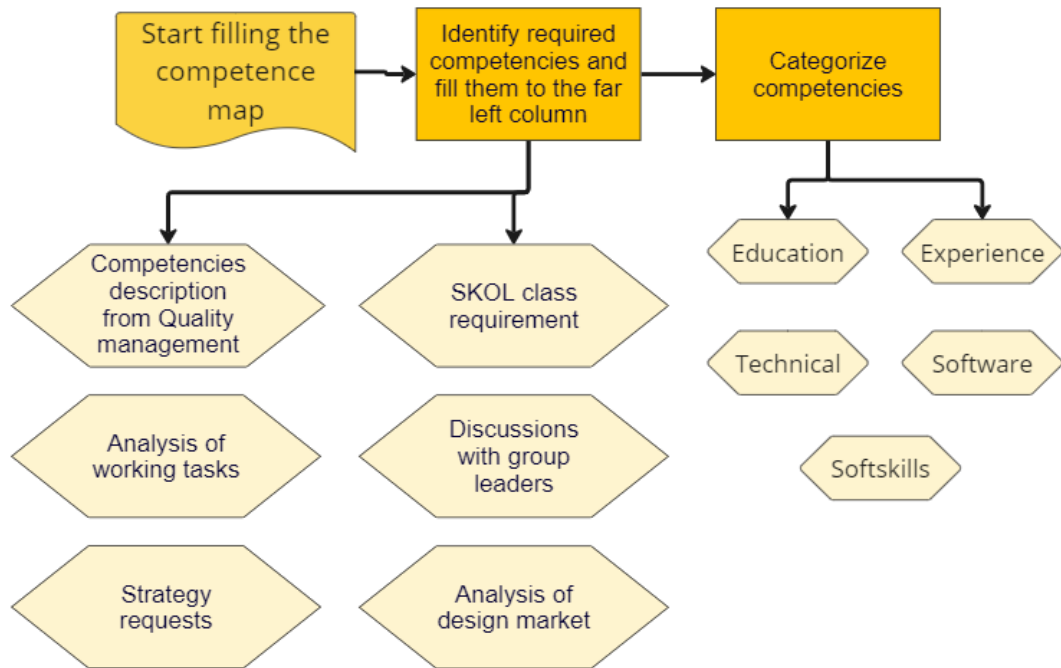 Start filling the
competence
map
Identify required
competencies and
fill them to the far
left column
Categorize
competencies
Competencies
description
from Quality
management
SKOL class
requirement
Education
Experience
Technical
Software
Analysis of
working tasks
Discussions
with group
leaders
Softskills
Strategy
requests
Analysis of
design market